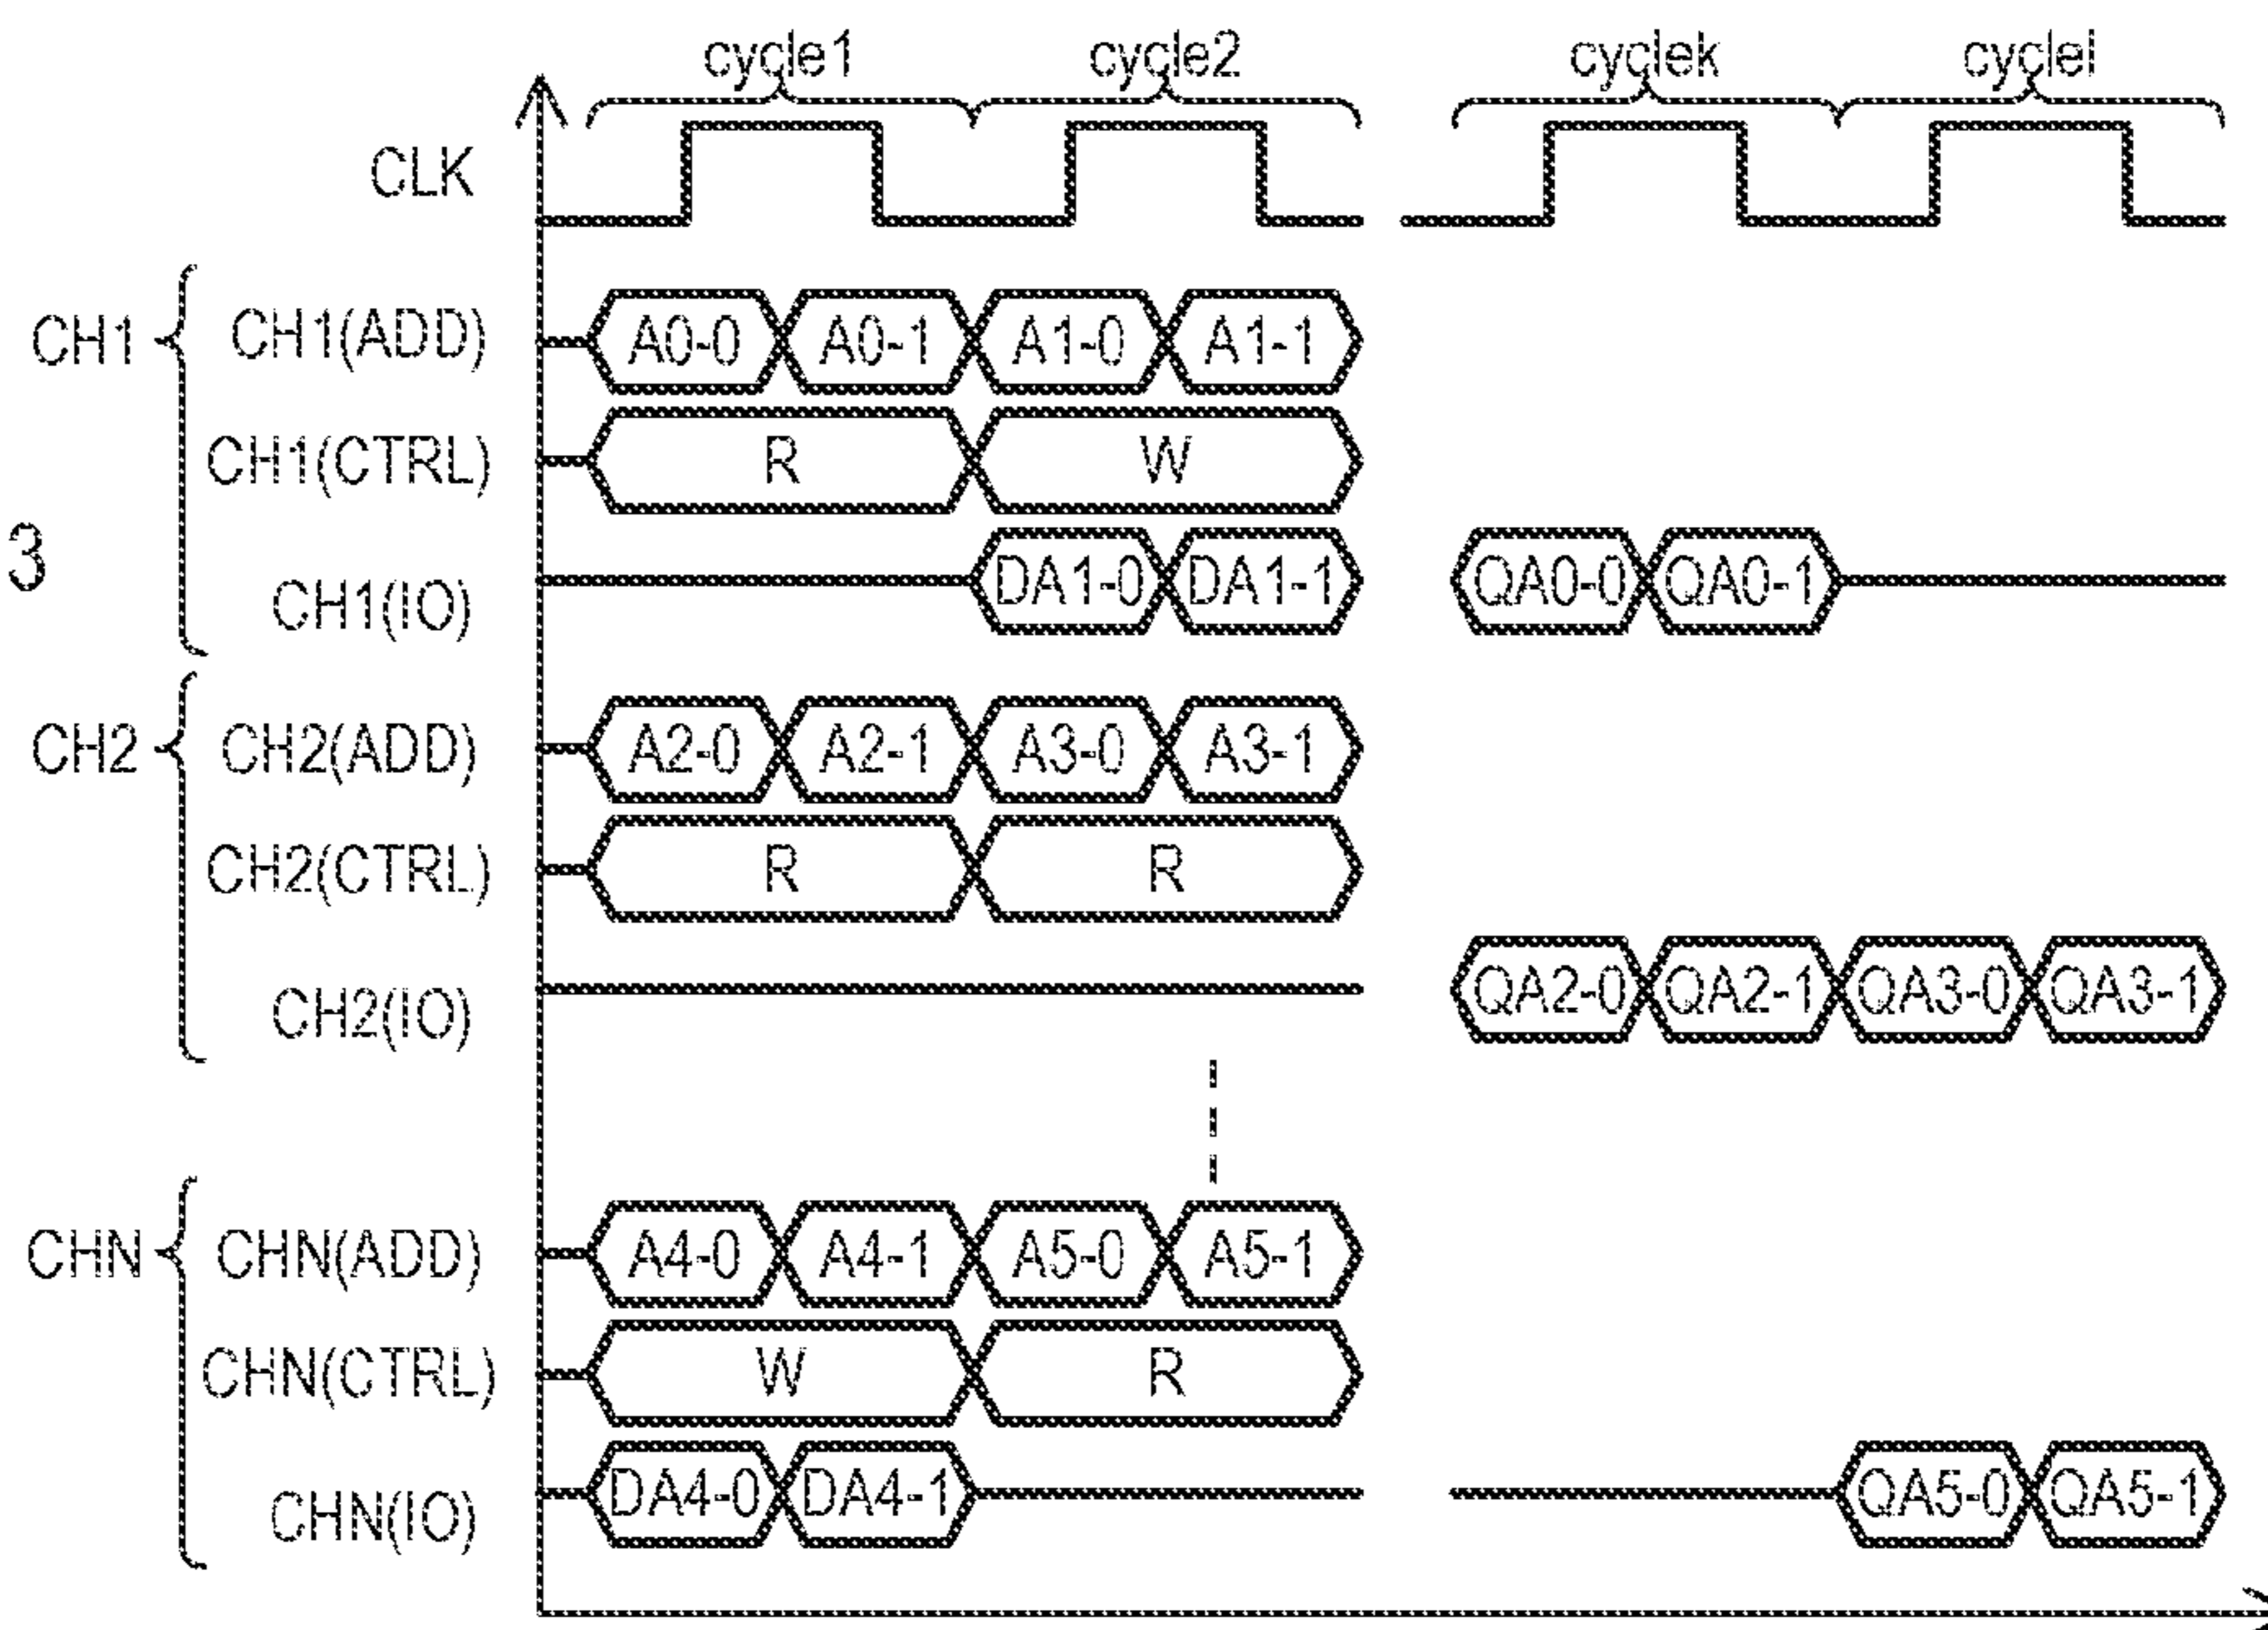 cycle1 cycle2 cyclek cyclel
CLK
CH1 CH1(ADD) A0-0 A0-1 A1-0 A1-1
CH1(CTRL) R W
3
CH1(IO) DA1-0 DA1-1 QA0-0 QA0-1
CH2 CH2(ADD) A2-0 A2-1 A3-0 A3-1
CH2(CTRL) R R
CH2(IO) QA2-0 QA2-1 QA3-0 QA3-1
CHN CHN(ADD) A4-0 A4-1 A5-0 A5-1
CHN(CTRL) W R
CHN(IO) DA4-0 DA4-1 QA5-0 QA5-1